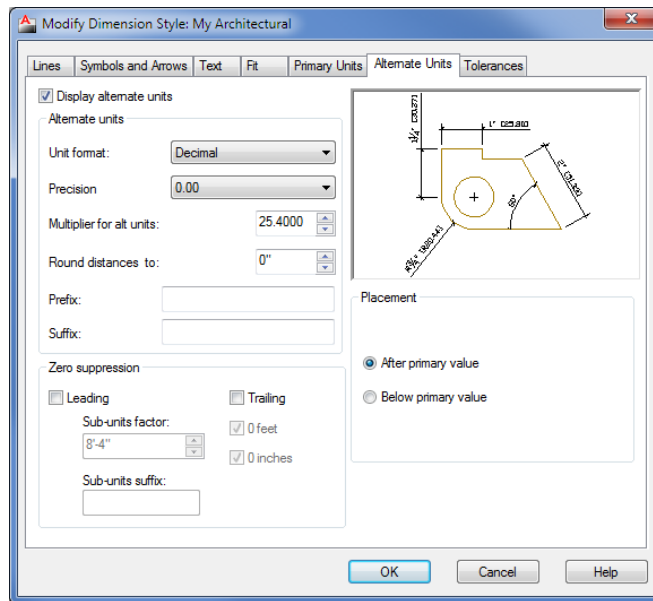 Modify Dimension Style: My Architectural
Lines Symbols and Arrows Text Fit Primary Units Alternate Units Tolerances
Display alternate units
Alternate units
Unit format: Decimal
Precision 0.00
Multiplier for alt units: 25.4000
Round distances to: 0"
Prefix:
Suffix:
Zero suppression
Leading
Trailing
Sub-units factor:
8'-4"
0 feet
0 inches
Sub-units suffix:
60°
Placement
After primary value
Below primary value
OK Cancel Help